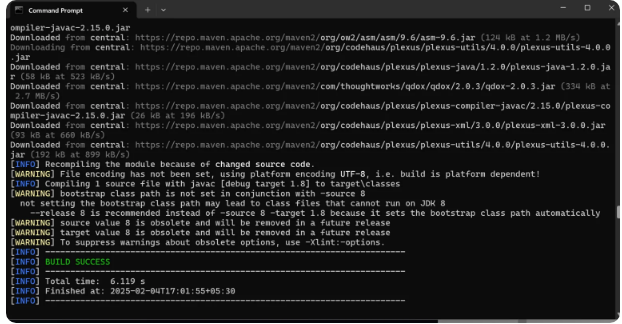 Command Prompt
ompiler-javac-2.15.0.jar
Downloaded from central: https://repo.maven.apache.org/maven2/org/ow2/asm/asm/9.6/asm-9.6.jar (124 kB at 1.2 MB/s)
Downloading from central: https://repo.maven.apache.org/maven2/org/codehaus/plexus/plexus-utils/4.0.0/plexus-utils-4.0.0
.jar
Downloaded from central: https://repo.maven.apache.org/maven2/org/codehaus/plexus/plexus-java/1.2.0/plexus-java-1.2.0.ja
r (58 kB at 523 kB/s)
Downloaded from central: https://repo.maven.apache.org/maven2/com/thoughtworks/qdox/qdox/2.0.3/qdox-2.0.3.jar (334 kB at
 2.7 MB/s)
Downloaded from central: https://repo.maven.apache.org/maven2/org/codehaus/plexus/plexus-compiler-javac/2.15.0/plexus-co
mpiler-javac-2.15.0.jar (26 kB at 196 kB/s)
Downloaded from central: https://repo.maven.apache.org/maven2/org/codehaus/plexus/plexus-xml/3.0.0/plexus-xml-3.0.0.jar
(93 kB at 660 kB/s)
Downloaded from central: https://repo.maven.apache.org/maven2/org/codehaus/plexus/plexus-utils/4.0.0/plexus-utils-4.0.0.
jar (192 kB at 899 kB/s)
[INFO] Recompiling the module because of changed source code.
[WARNING] File encoding has not been set, using platform encoding UTF-8, i.e. build is platform dependent!
[INFO] Compiling 1 source file with javac [debug target 1.8] to target\classes
[WARNING] bootstrap class path is not set in conjunction with -source 8
  not setting the bootstrap class path may lead to class files that cannot run on JDK 8
    --release 8 is recommended instead of -source 8 -target 1.8 because it sets the bootstrap class path automatically
[WARNING] source value 8 is obsolete and will be removed in a future release
[WARNING] target value 8 is obsolete and will be removed in a future release
[WARNING] To suppress warnings about obsolete options, use -Xlint:-options.
[INFO] ------------------------------------------------------------------------
[INFO] BUILD SUCCESS
[INFO] ------------------------------------------------------------------------
[INFO] Total time:  6.119 s
[INFO] Finished at: 2025-02-04T17:01:55+05:30
[INFO] ------------------------------------------------------------------------